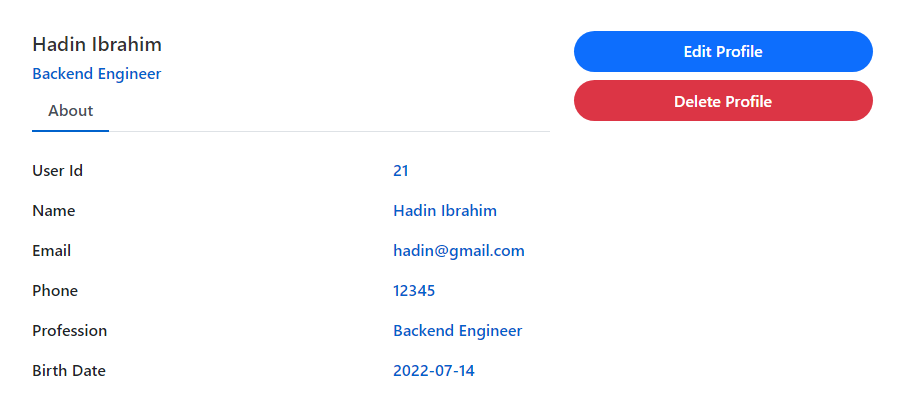 Hadin Ibrahim
Backend Engineer
About
Edit Profile
Delete Profile
User Id 21
Name Hadin Ibrahim
Email hadin@gmail.com
Phone 12345
Profession Backend Engineer
Birth Date 2022-07-14